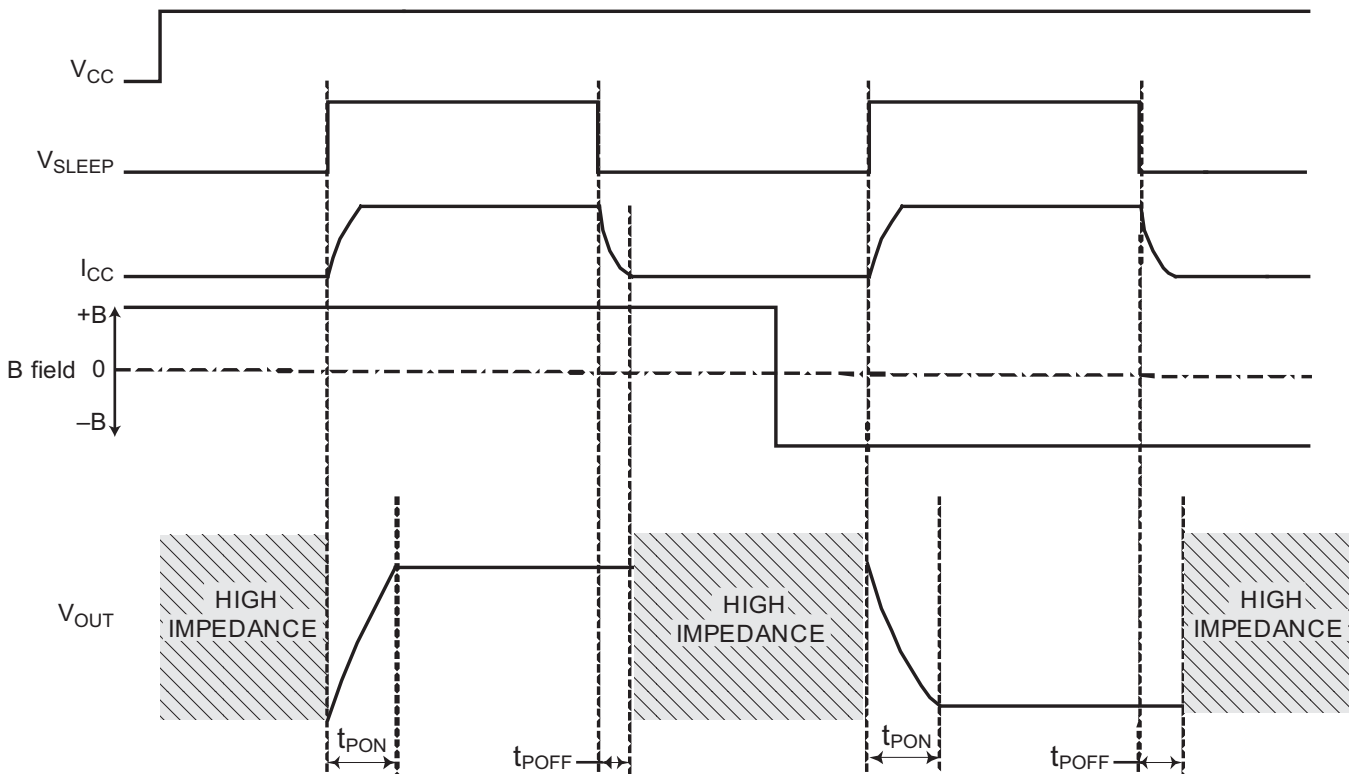 V_CC
V_SLEEP
I_CC
+B
B field 0
–B
V_OUT
HIGH
IMPEDANCE
HIGH
IMPEDANCE
HIGH
IMPEDANCE
t_PON
t_POFF
t_PON
t_POFF